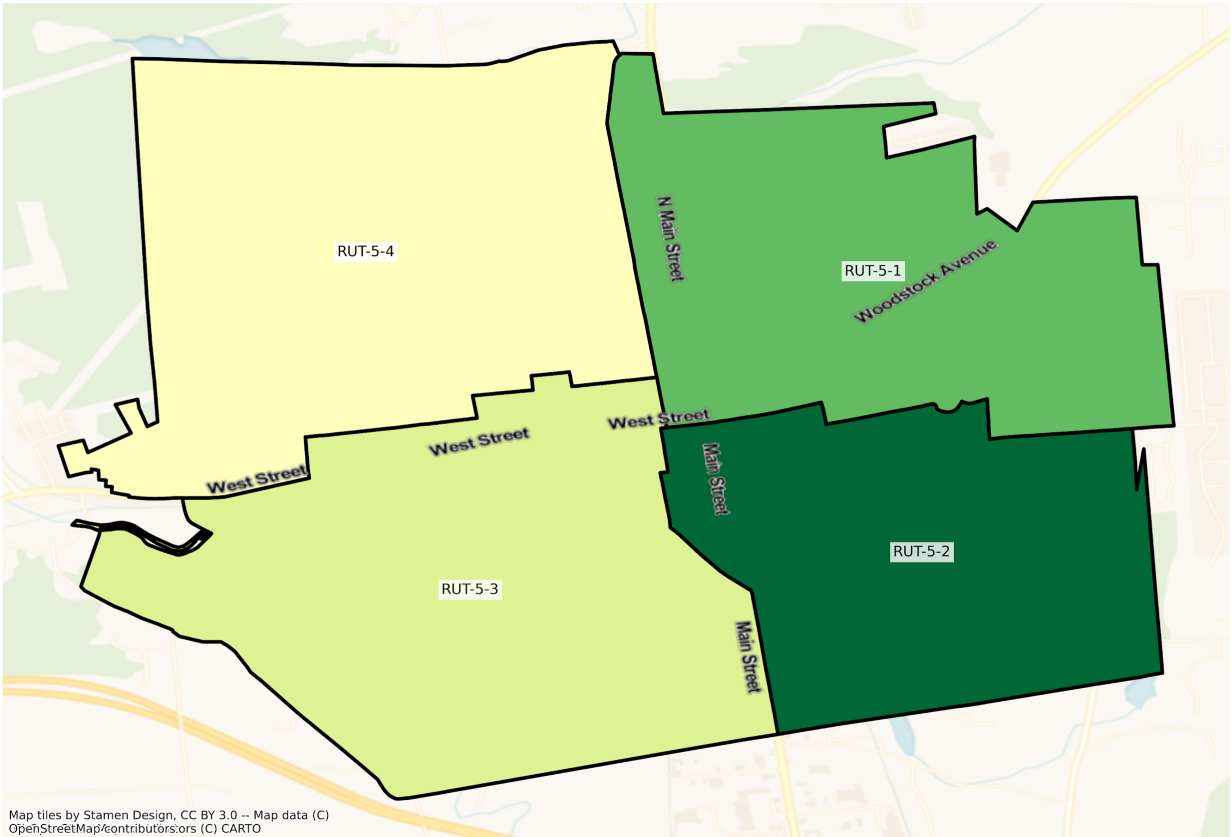 N Main Street
RUT-5-4
RUT-5-1
Woodstock Avenue
West Street
West Street
West Street
Main Street
RUT-5-2
RUT-5-3
Main Street
Map tiles by Stamen Design, CC BY 3.0 -- Map data (C)
OpenStreetMap contributors
(C) CARTO